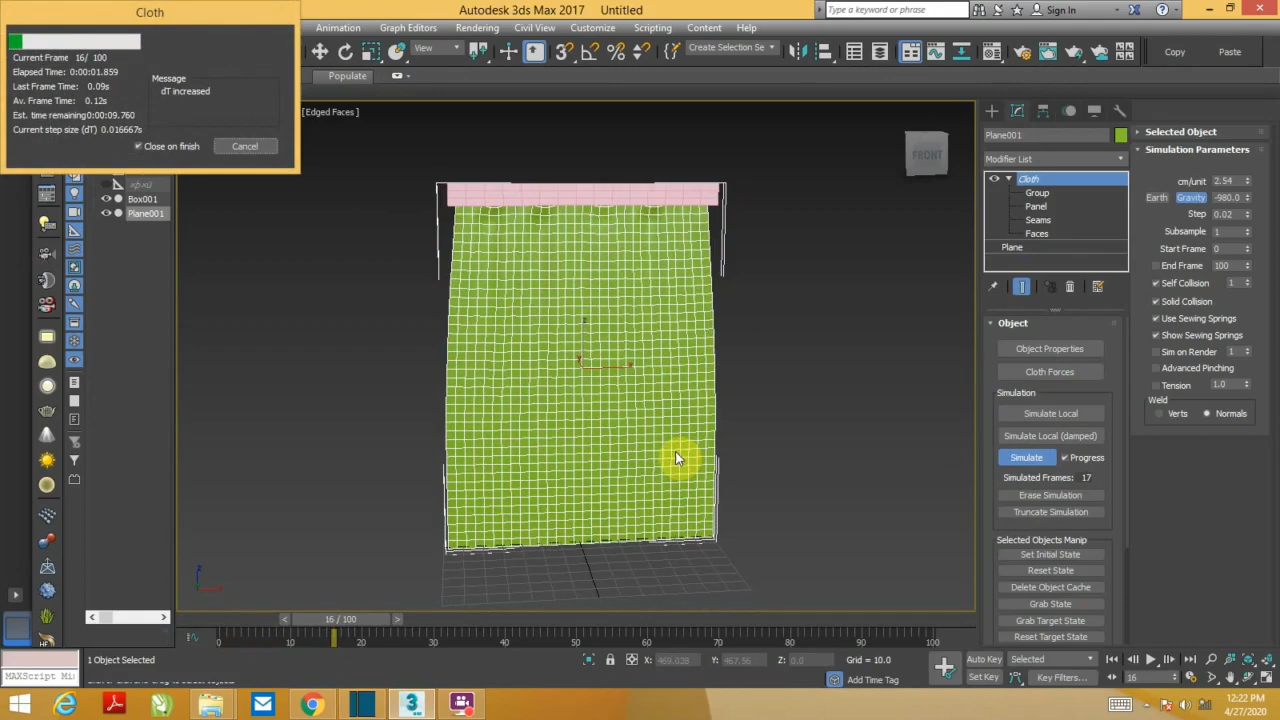 Cloth
Autodesk 3ds Max 2017 Untitled
Type a keyword or phrase
Sign In
Animation Graph Editors Rendering Civil View Customize Scripting Content Help
View
Create Selection Se
Copy Paste
Populate
Current Frame 16/ 100
Elapsed Time: 0:00:01.859
Last Frame Time: 0.09s
Av. Frame Time: 0.12s
Est. time remaining0:00:09.760
Current step size (dT) 0.016667s
Message
dT increased
Close on finish
Cancel
[Edged Faces ]
FRONT
Box001
Plane001
Plane001
Modifier List
Cloth
Group
Panel
Seams
Faces
Plane
Object
Object Properties
Cloth Forces
Simulation
Simulate Local
Simulate Local (damped)
Simulate Progress
Simulated Frames: 17
Erase Simulation
Truncate Simulation
Selected Objects Manip
Set Initial State
Reset State
Delete Object Cache
Grab State
Grab Target State
Reset Target State
Selected Object
Simulation Parameters
cm/unit 2.54
Earth Gravity -980.0
Step 0.02
Subsample 1
Start Frame 0
End Frame 100
Self Collision 1
Solid Collision
Use Sewing Springs
Show Sewing Springs
Sim on Render 1
Advanced Pinching
Tension 1.0
Weld
Verts Normals
16 / 100
0 10 20 30 40 50 60 70 80 90 100
1 Object Selected
X: 469.028 Y: 467.56 Z: 0.0 Grid = 10.0
Auto Key Selected
MAXScript Mi
Add Time Tag
Set Key Key Filters...
16
12:22 PM
4/27/2020